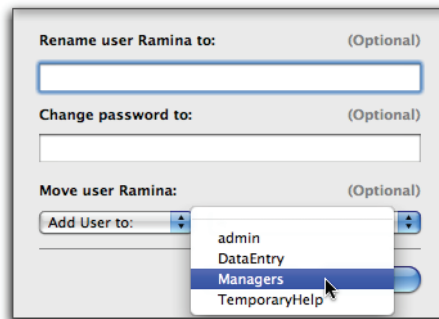 Rename user Ramina to: (Optional)
Change password to: (Optional)
Move user Ramina: (Optional)
Add User to:
admin
DataEntry
Managers
TemporaryHelp